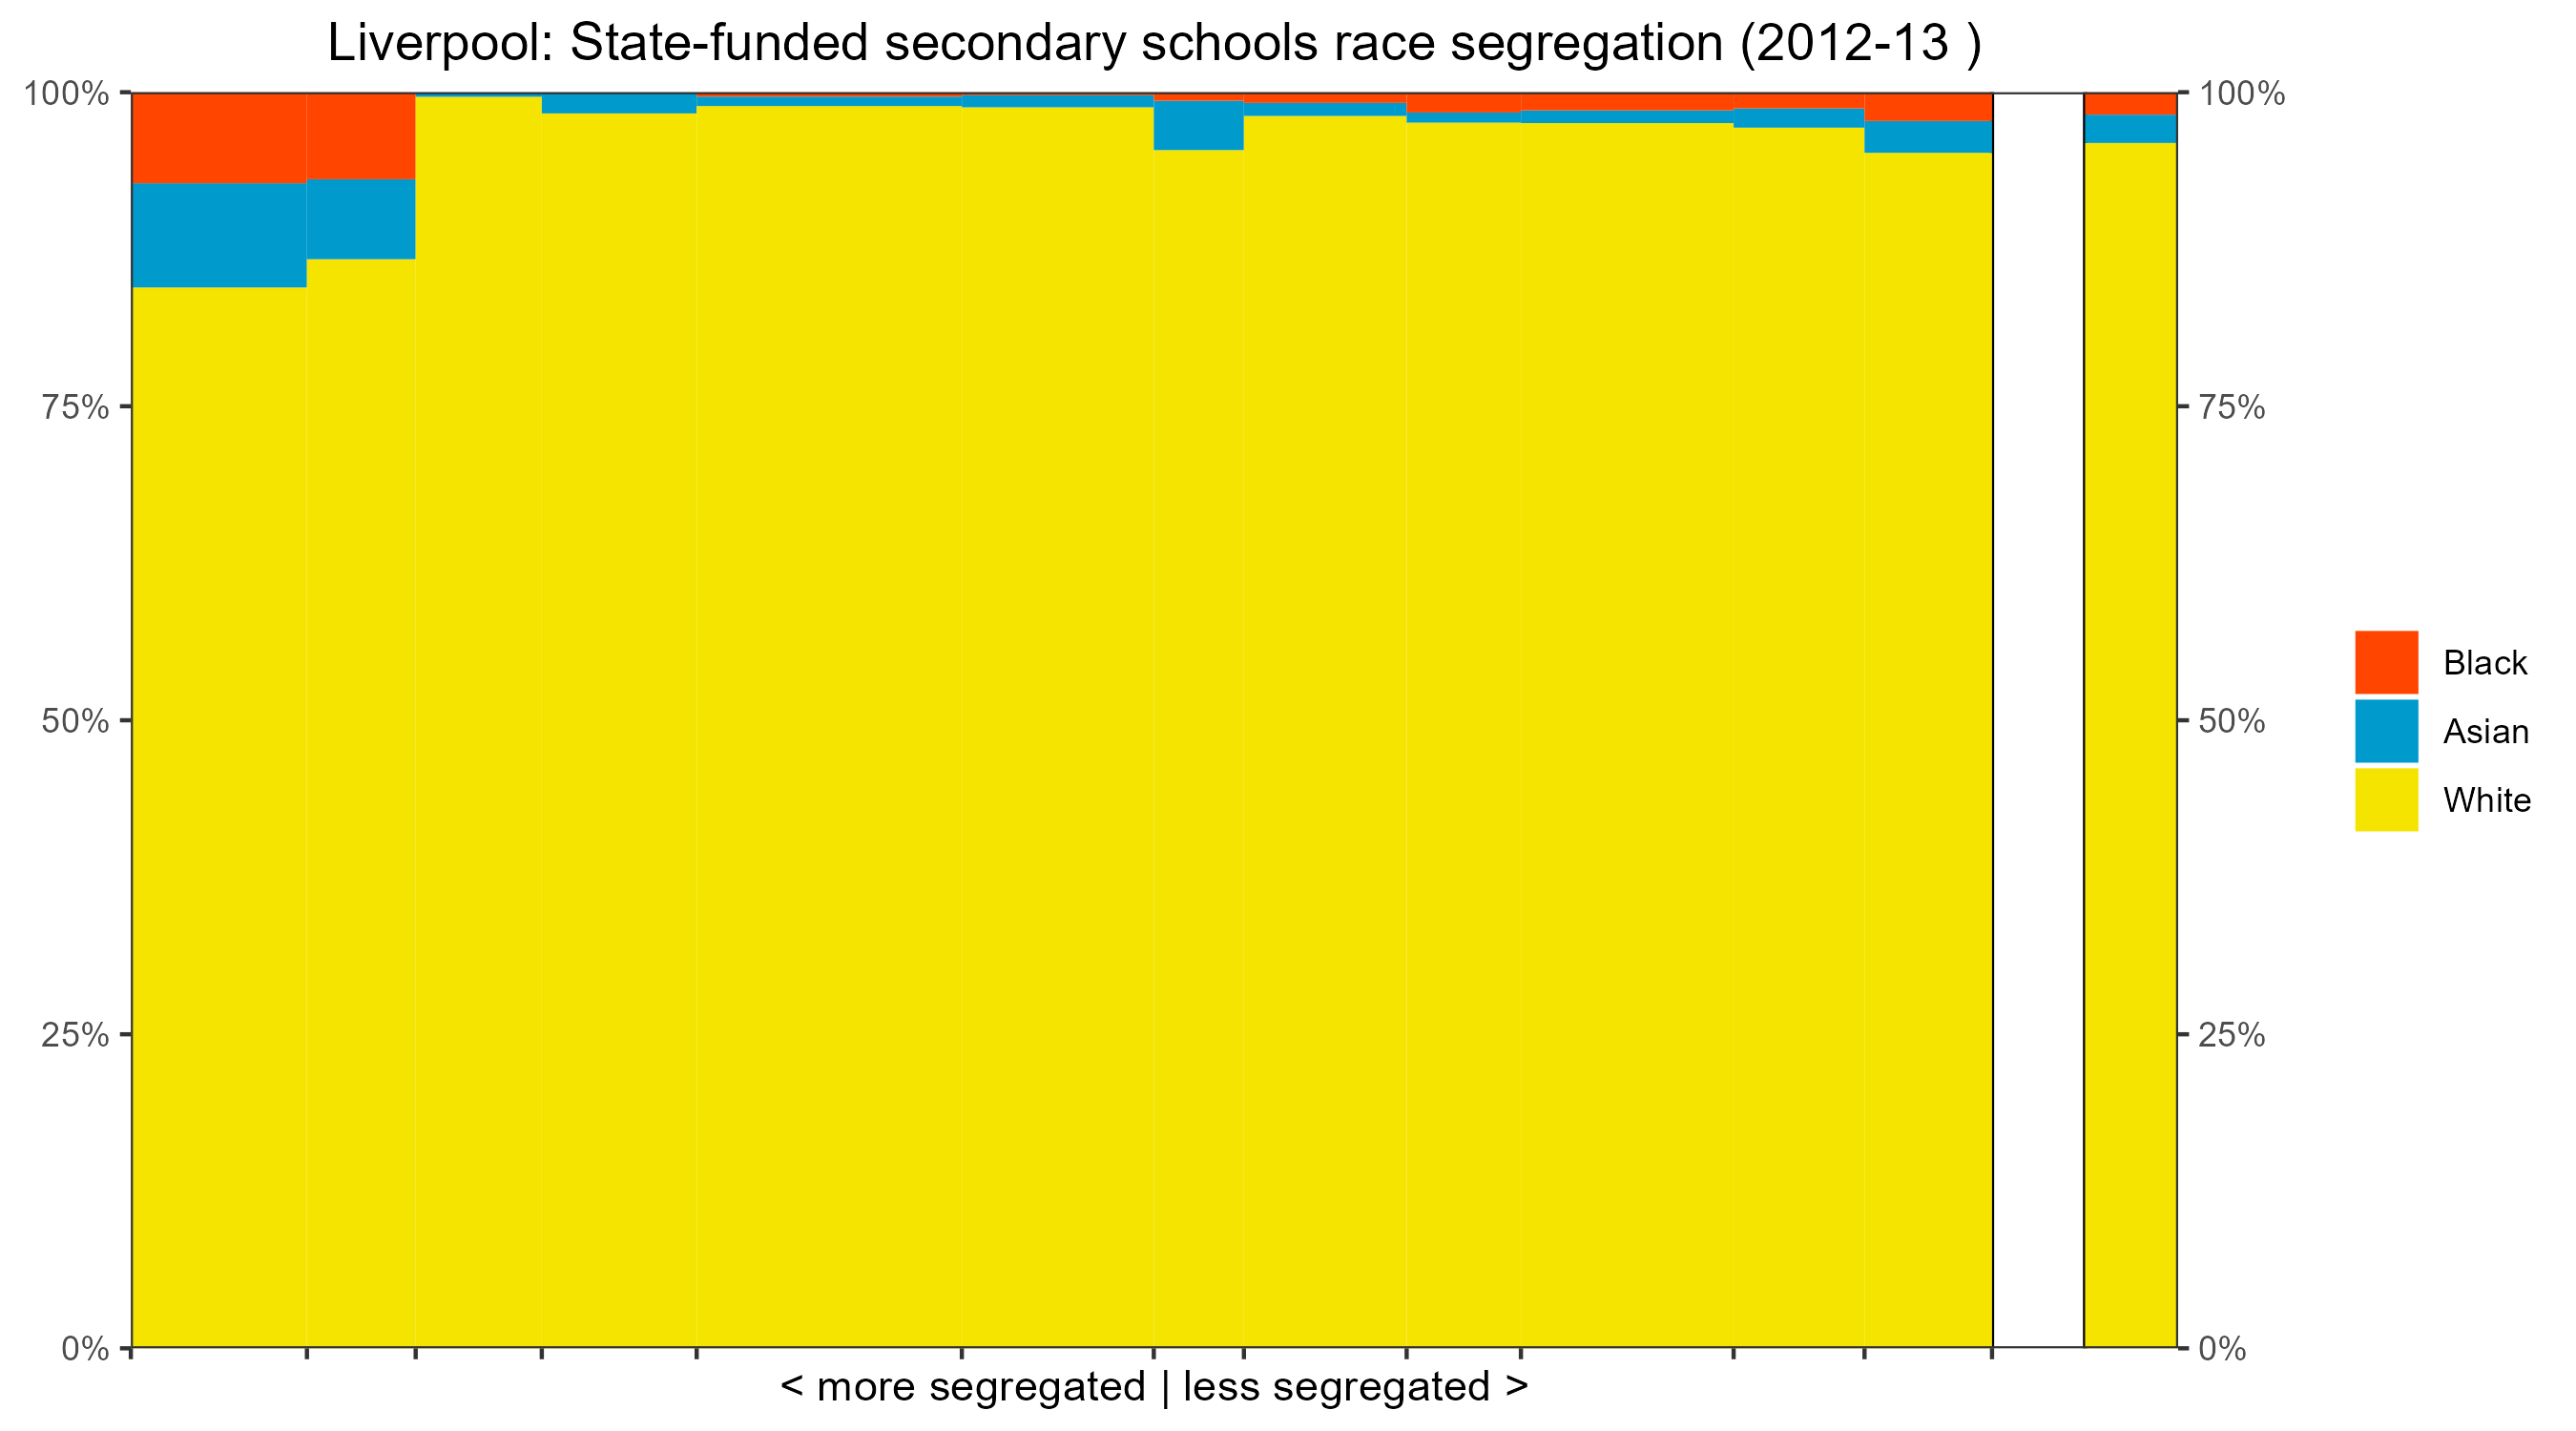 Liverpool: State-funded secondary schools race segregation (2012-13 )
100%
75%
50%
25%
0%
100%
75%
50%
25%
0%
Black
Asian
White
< more segregated | less segregated >